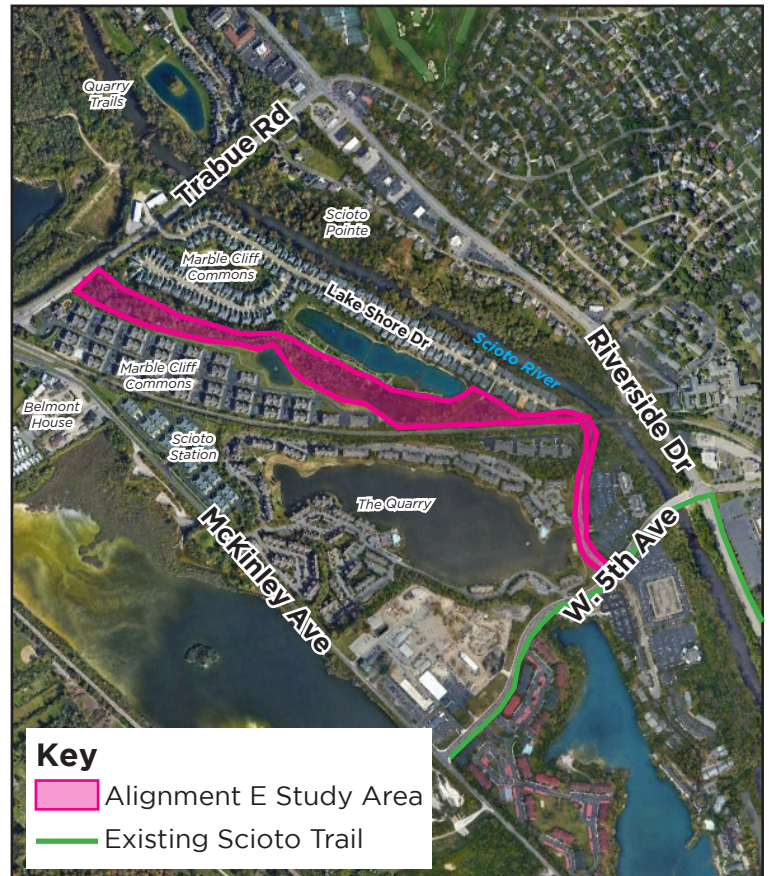 Quarry
Trails
Trabue Rd
Scioto
Pointe
Marble Cliff
Commons
Lake Shore Dr
Scioto River
Riverside Dr
Marble Cliff
Commons
Belmont
House
Scioto
Station
The Quarry
McKinley Ave
W. 5th Ave
Key
Alignment E Study Area
Existing Scioto Trail